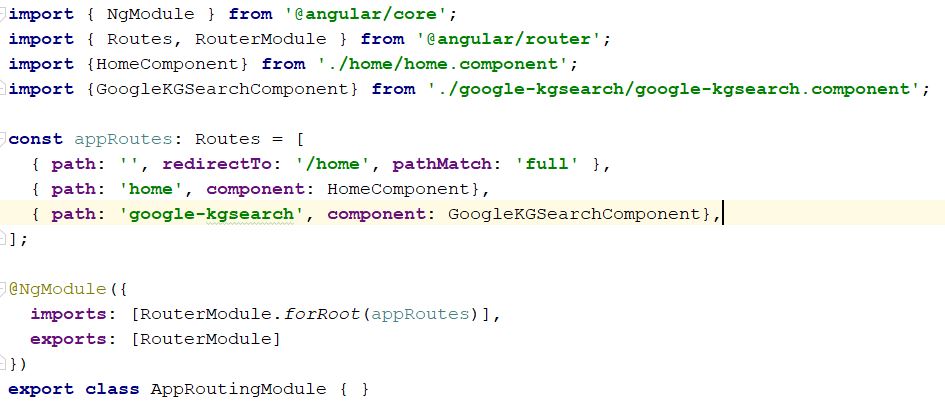 import { NgModule } from '@angular/core';
import { Routes, RouterModule } from '@angular/router';
import {HomeComponent} from './home/home.component';
import {GoogleKGSearchComponent} from './google-kgsearch/google-kgsearch.component';

const appRoutes: Routes = [
  { path: '', redirectTo: '/home', pathMatch: 'full' },
  { path: 'home', component: HomeComponent},
  { path: 'google-kgsearch', component: GoogleKGSearchComponent},
];

@NgModule({
  imports: [RouterModule.forRoot(appRoutes)],
  exports: [RouterModule]
})
export class AppRoutingModule { }